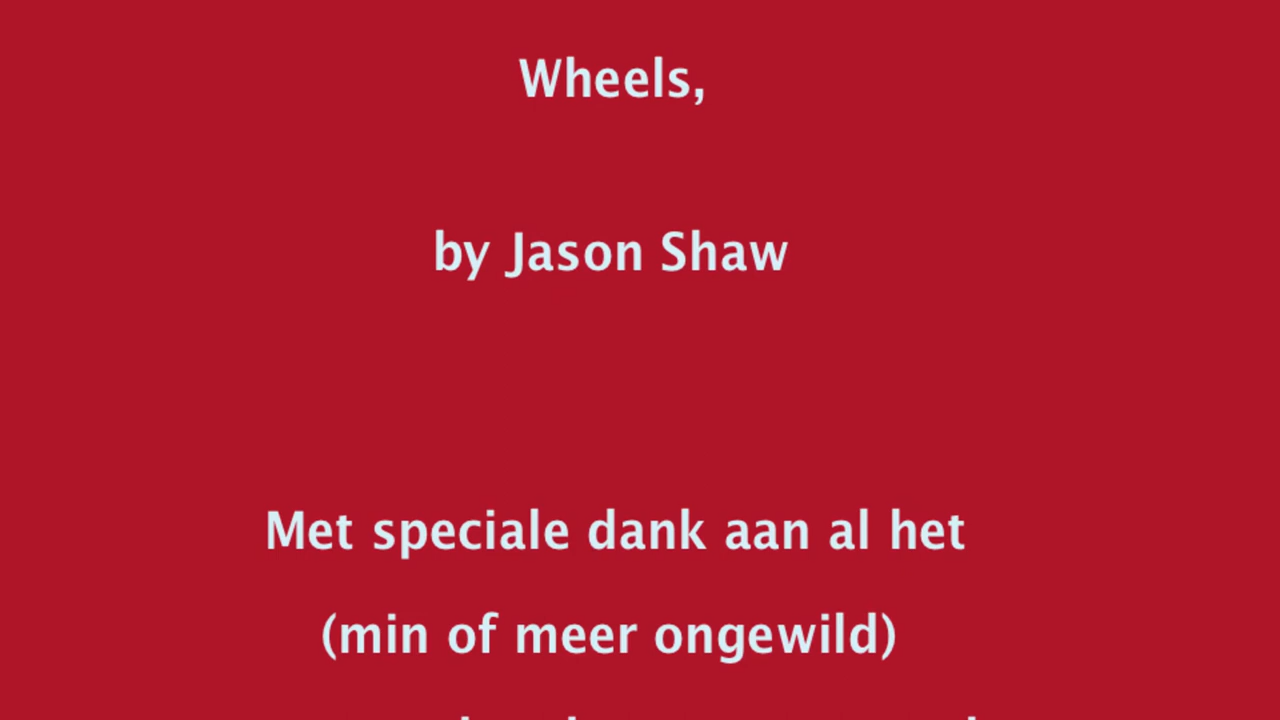 Wheels,
by Jason Shaw
Met speciale dank aan al het
(min of meer ongewild)